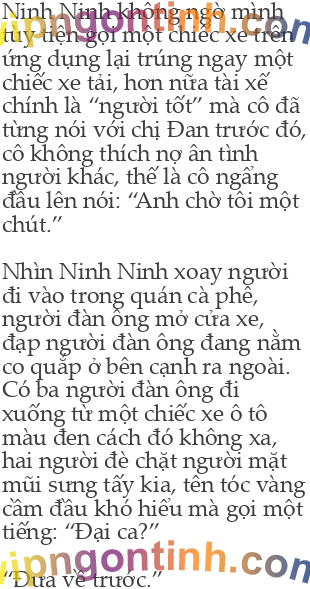 Ninh Ninh không ngờ mình
tùy tiện gọi một chiếc xe trên
ứng dụng lại trúng ngay một
chiếc xe tải, hơn nữa tài xế
chính là “người tốt” mà cô đã
từng nói với chị Đan trước đó,
cô không thích nợ ân tình
người khác, thế là cô ngẩng
đầu lên nói: “Anh chờ tôi một
chút.”
Nhìn Ninh Ninh xoay người
đi vào trong quán cà phê,
người đàn ông mở cửa xe,
đạp người đàn ông đang nằm
co quắp ở bên cạnh ra ngoài.
Có ba người đàn ông đi
xuống từ một chiếc xe ô tô
màu đen cách đó không xa,
hai người đè chặt người mặt
mũi sưng tấy kia, tên tóc vàng
cầm đầu khó hiểu mà gọi một
tiếng: “Đại ca?”
vipngontinh.com
“Đưa về trước.”